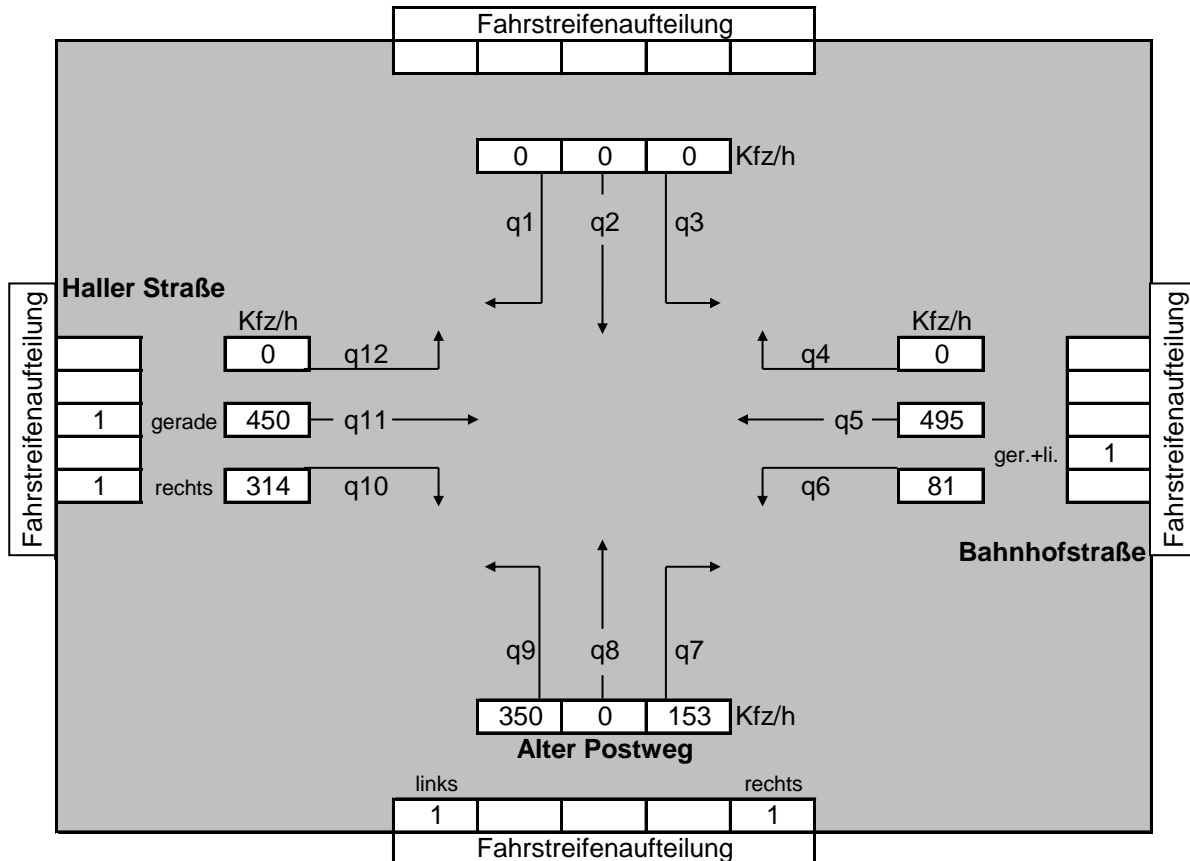 Fahrstreifenaufteilung
0 0 0 Kfz/h
q1 q2 q3
Haller Straße
Fahrstreifenaufteilung
Kfz/h
0 q12
1 gerade 450 q11
1 rechts 314 q10
Kfz/h
q4 0
q5 495
ger.+li. 1
q6 81
Fahrstreifenaufteilung
Bahnhofstraße
q9 q8 q7
350 0 153 Kfz/h
Alter Postweg
links rechts
1 1
Fahrstreifenaufteilung